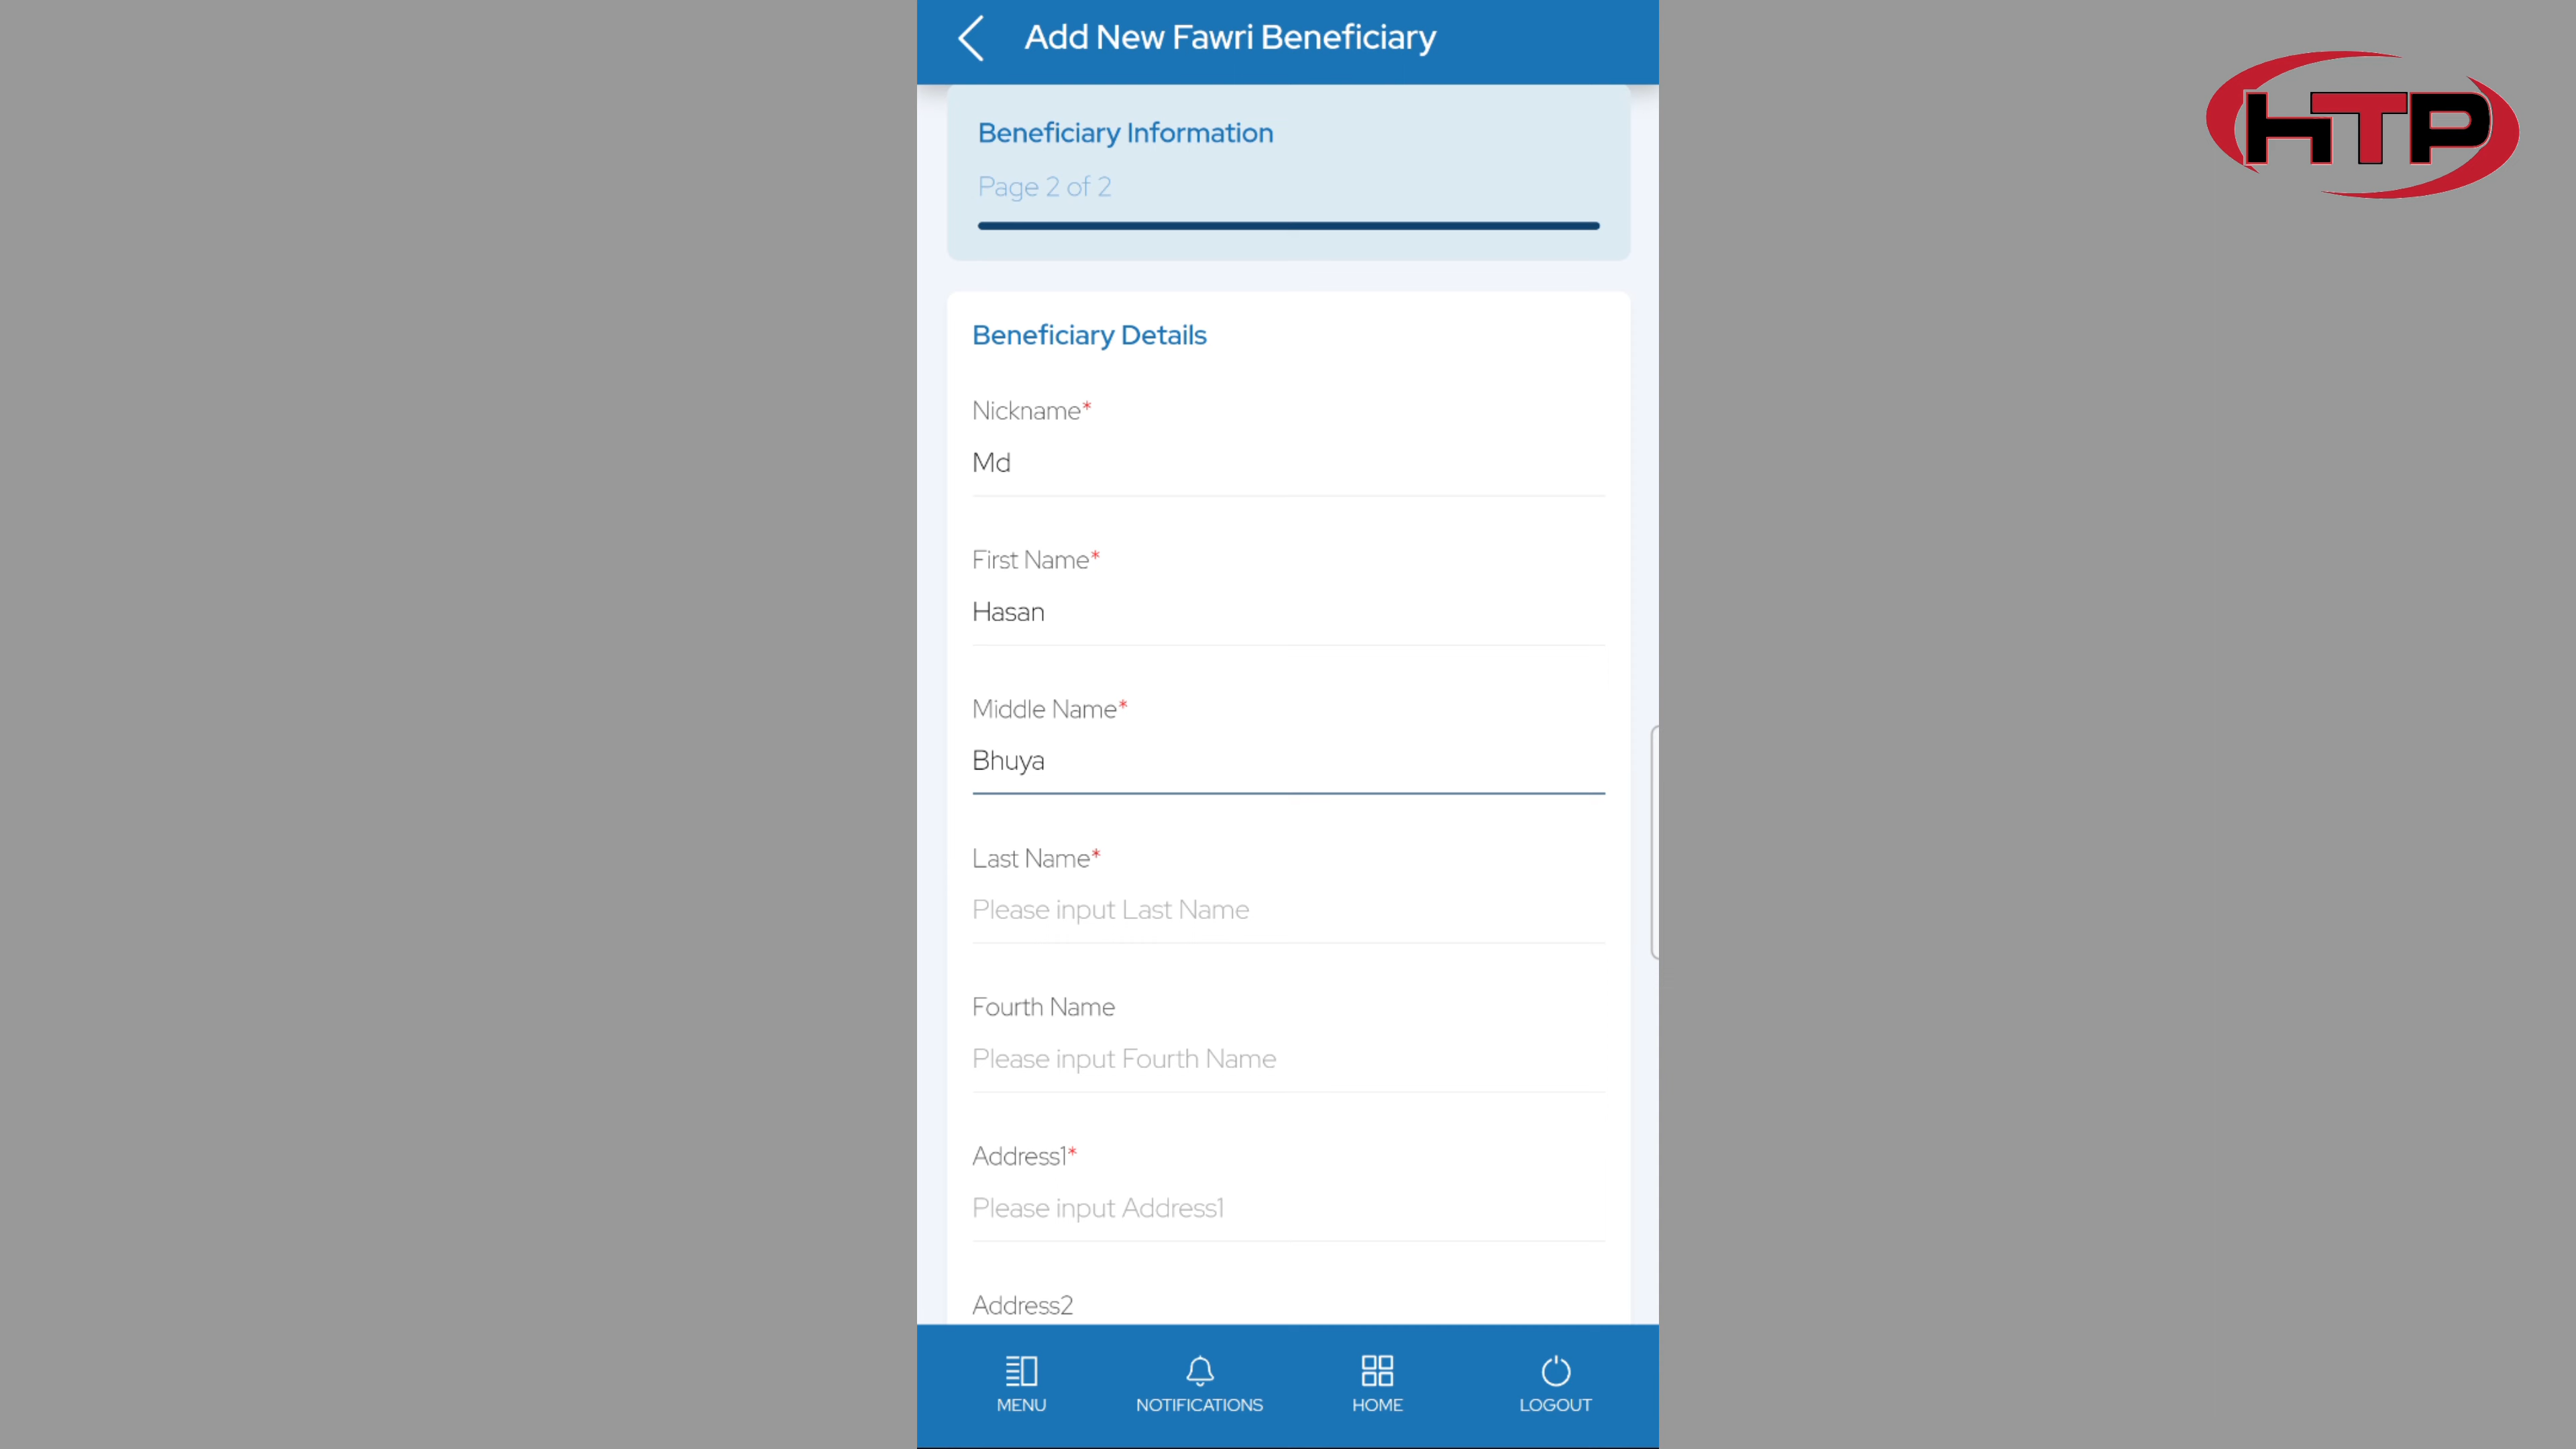 Add New Fawri Beneficiary
HTP
Beneficiary Information
Page 2 of 2
Beneficiary Details
Nickname*
Md
First Name*
Hasan
Middle Name*
Bhuya
Last Name*
Please input Last Name
Fourth Name
Please input Fourth Name
Address1*
Please input Address1
Address2
MENU
NOTIFICATIONS
HOME
LOGOUT